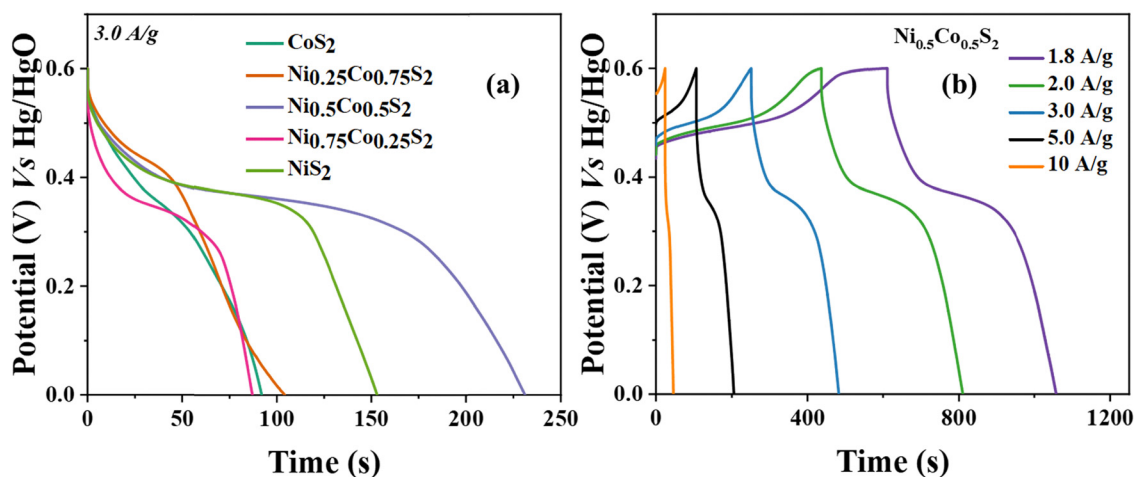 3.0 A/g
CoS2
Ni0.25Co0.75S2
Ni0.5Co0.5S2
Ni0.75Co0.25S2
NiS2
(a)
Potential (V) Vs Hg/HgO
0.6
0.4
0.2
0.0
0
50
100
150
200
250
Time (s)
Ni0.5Co0.5S2
(b)
1.8 A/g
2.0 A/g
3.0 A/g
5.0 A/g
10 A/g
Potential (V) Vs Hg/HgO
0.6
0.4
0.2
0.0
0
400
800
1200
Time (s)